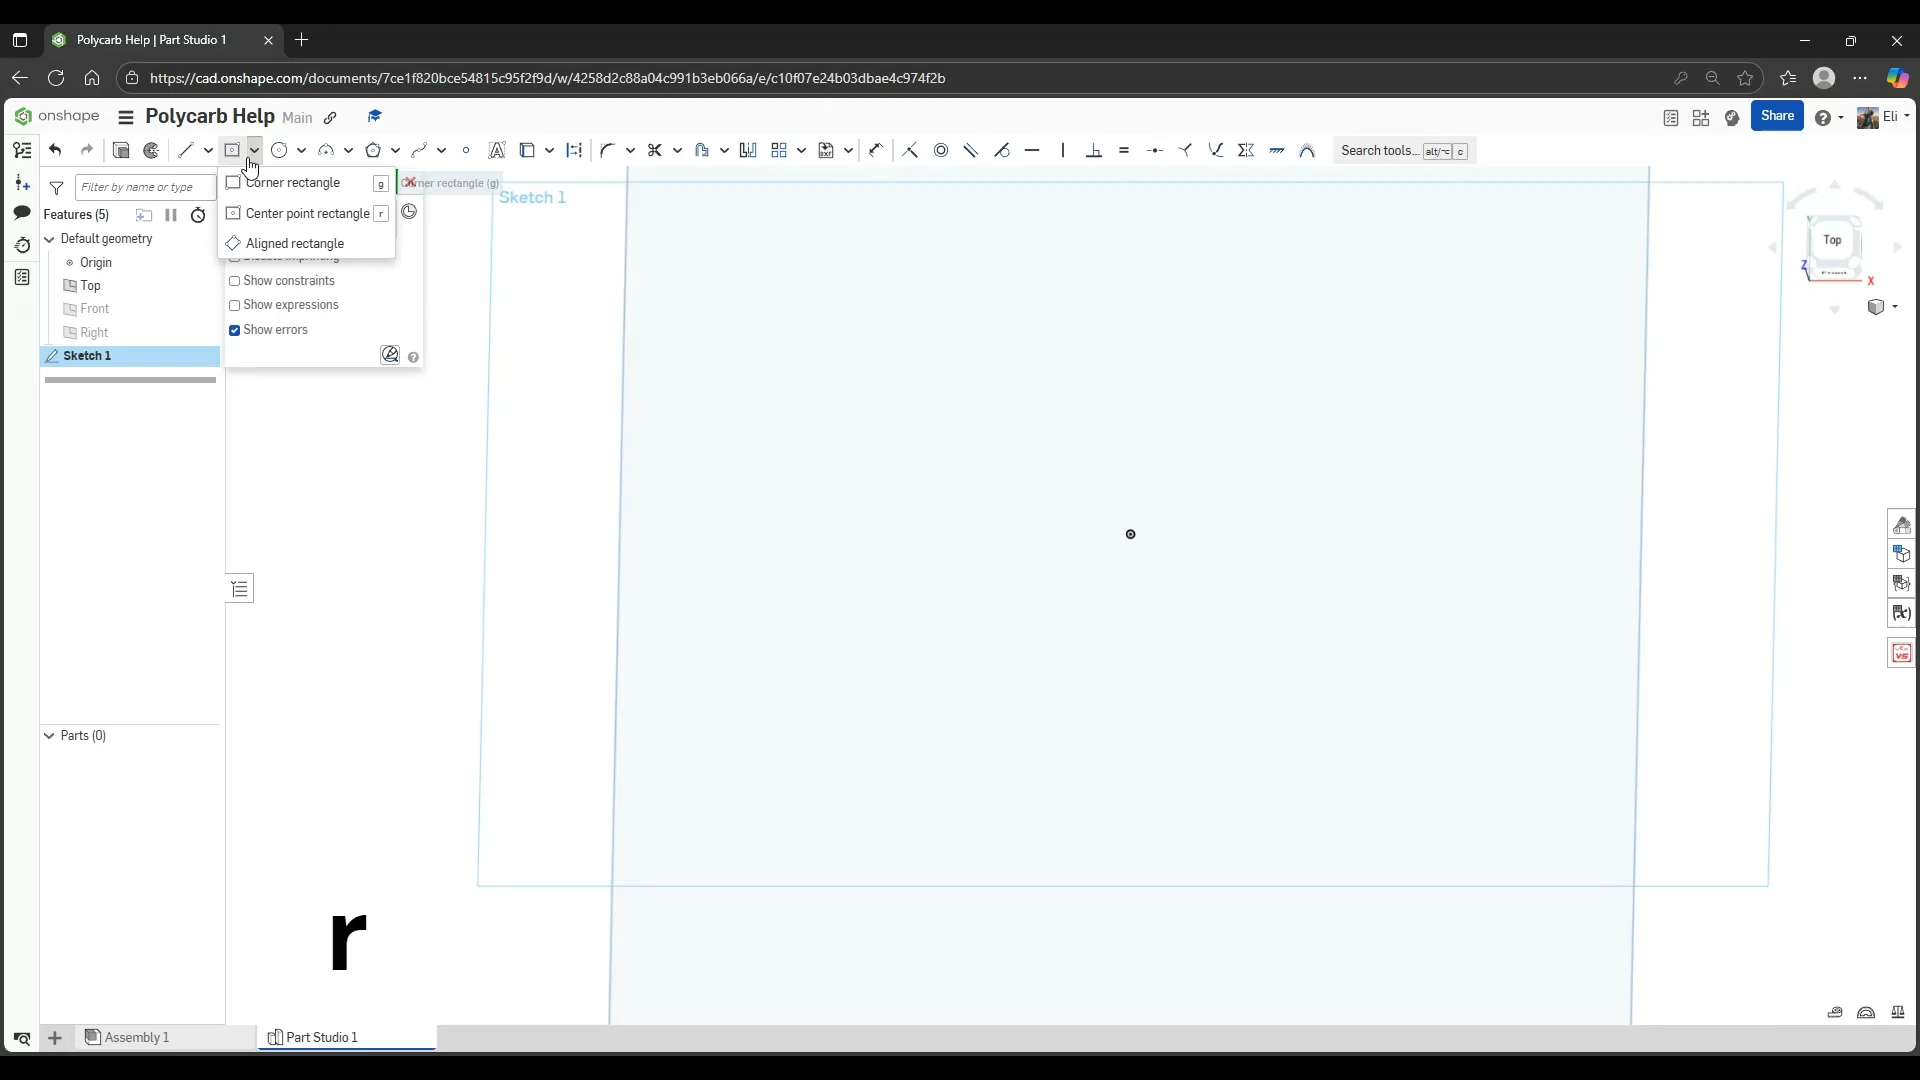 Polycarb Help | Part Studio 1
https://cad.onshape.com/documents/7ce1f820bce54815c95f2f9d/w/4258d2c88a04c991b3eb066a/e/c10f07e24b03dbae4c974f2b
onshape
Polycarb Help
Main
Share
Eli
Search tools... alt/⌥ c
Filter by name or type
Corner rectangle g
Corner rectangle (g)
Sketch 1
Features (5)
Center point rectangle r
Default geometry
Aligned rectangle
Origin
Show constraints
Top
Show expressions
Front
Show errors
Right
Sketch 1
Top
Front
Z
X
Parts (0)
r
Assembly 1
Part Studio 1